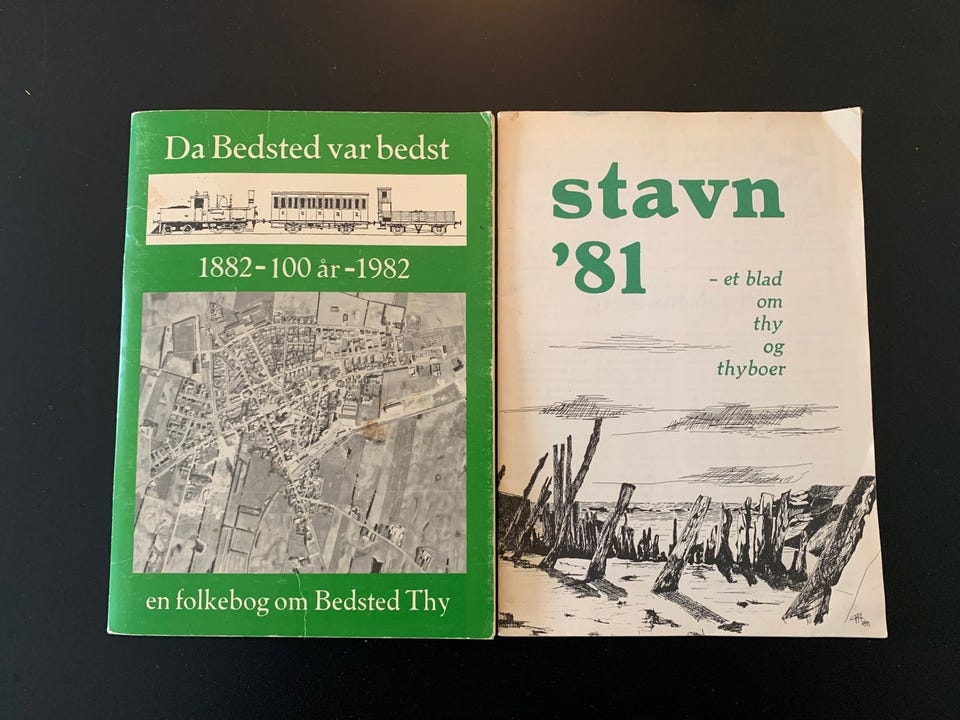 Da Bedsted var bedst
1882-100 år-1982
en folkebog om Bedsted Thy
stavn
'81
- et blad
om
thy
og
thyboer